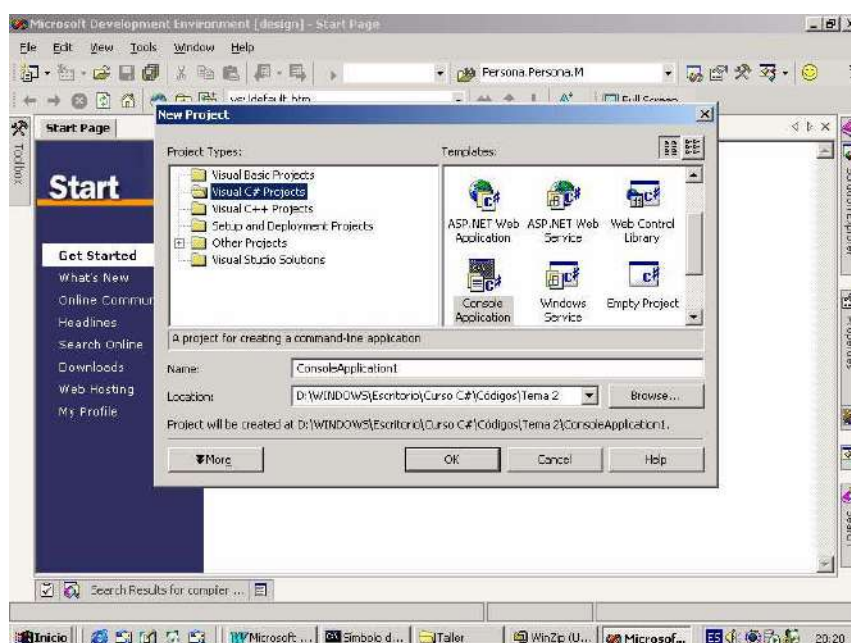 Microsoft Development Environment [design] - Start Page
File Edit View Tools Window Help
Persona.Persona.M
vs:/default.htm
Full Screen
Start Page
Toolbox
New Project
Project Types:
Templates:
Visual Basic Projects
Visual C# Projects
Visual C++ Projects
Setup and Deployment Projects
Other Projects
Visual Studio Solutions
ASP.NET Web Application
ASP.NET Web Service
Web Control Library
Console Application
Windows Service
Empty Project
A project for creating a command-line application
Name:
ConsoleApplication1
Location:
D:\WINDOWS\Escritorio\Curso C#\Códigos\Tema 2
Browse...
Project will be created at D:\WINDOWS\Escritorio\Curso C#\Códigos\Tema 2\ConsoleApplication1.
More
OK
Cancel
Help
Start
Get Started
What's New
Online Commun
Headlines
Search Online
Downloads
Web Hosting
My Profile
Solution Explorer
Search Results for compiler ...
Inicio
Microsoft ...
Símbolo d...
Taller
WinZip (U...
Microsof...
ES
20:20